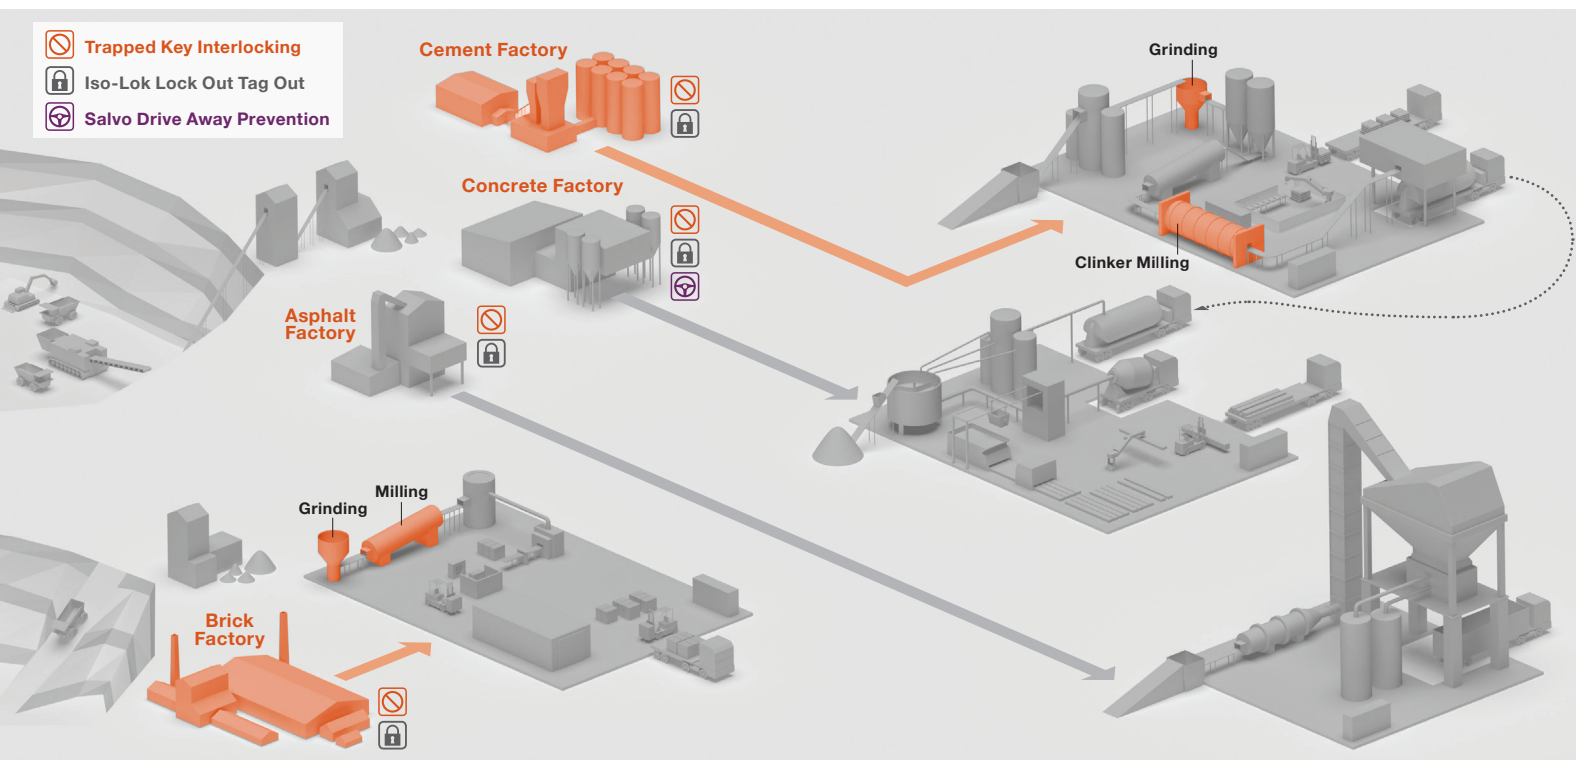 Trapped Key Interlocking
Iso-Lok Lock Out Tag Out
Salvo Drive Away Prevention
Cement Factory
Grinding
Concrete Factory
Clinker Milling
Asphalt
Factory
Milling
Grinding
Brick
Factory